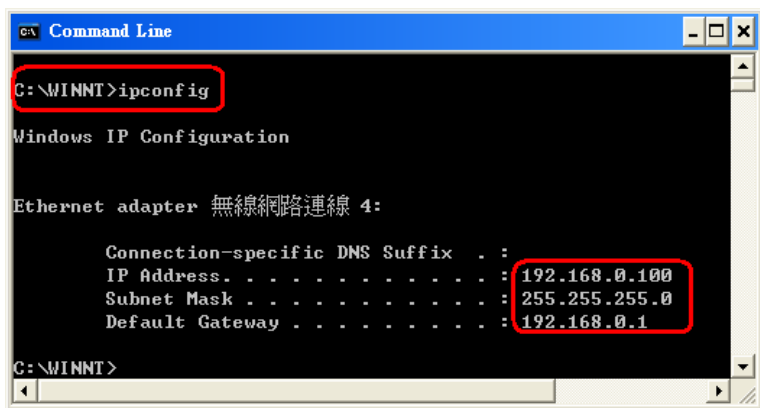 C:\ Command Line
C:\WINNT>ipconfig
Windows IP Configuration
Ethernet adapter 無線網路連線 4:
Connection-specific DNS Suffix . :
IP Address. . . . . . . . . . . . : 192.168.0.100
Subnet Mask . . . . . . . . . . . : 255.255.255.0
Default Gateway . . . . . . . . . : 192.168.0.1
C:\WINNT>